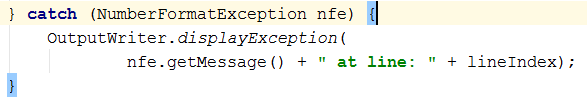 } catch (NumberFormatException nfe) {
OutputWriter.displayException(
nfe.getMessage() + " at line: " + lineIndex);
}